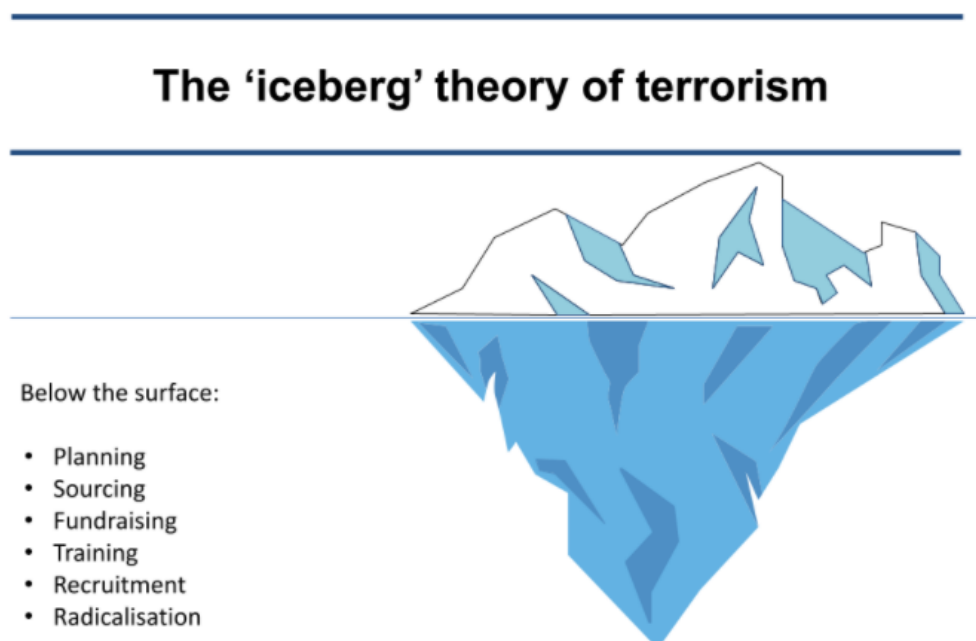 The ‘iceberg’ theory of terrorism
Below the surface:
• Planning
• Sourcing
• Fundraising
• Training
• Recruitment
• Radicalisation